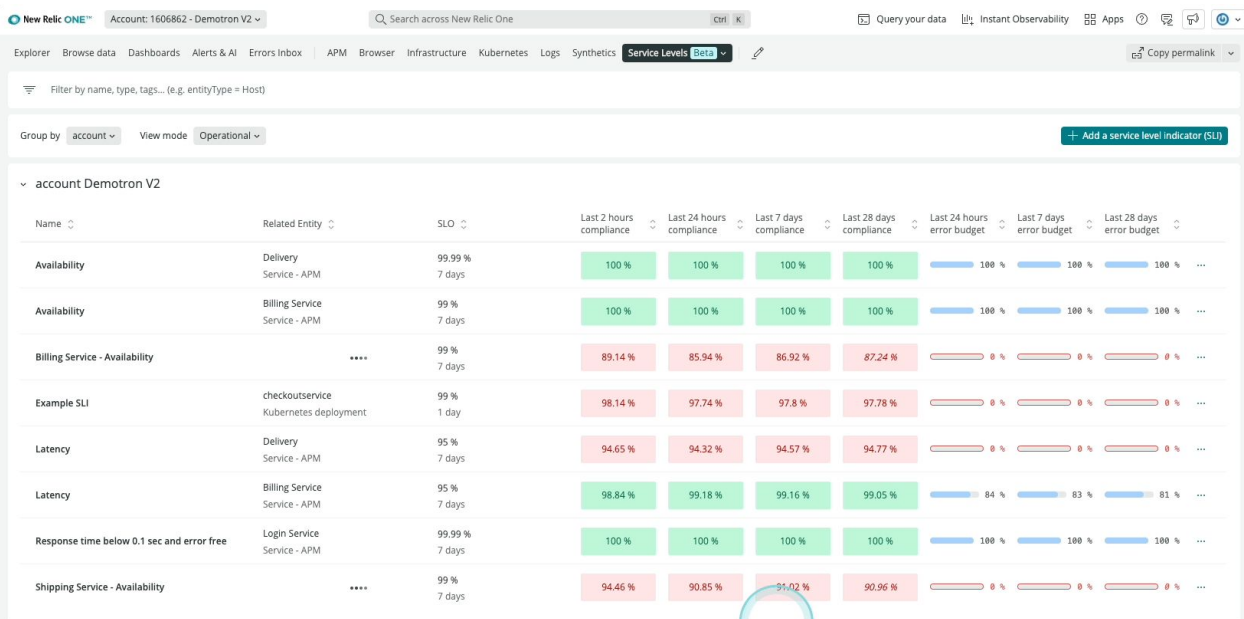 New Relic ONE™ Account: 1606862 - Demotron V2 Search across New Relic One Ctrl K Query your data Instant Observability Apps
Explorer Browse data Dashboards Alerts & AI Errors Inbox APM Browser Infrastructure Kubernetes Logs Synthetics Service Levels Beta Copy permalink
Filter by name, type, tags... (e.g. entityType = Host)
Group by account View mode Operational + Add a service level indicator (SLI)
account Demotron V2
Name Related Entity SLO Last 2 hours compliance Last 24 hours compliance Last 7 days compliance Last 28 days compliance Last 24 hours error budget Last 7 days error budget Last 28 days error budget
Availability Delivery 99.99 % 100 % 100 % 100 % 100 % 100 % 100 % 100 % ...
Service - APM 7 days
Availability Billing Service 99 % 100 % 100 % 100 % 100 % 100 % 100 % 100 % ...
Service - APM 7 days
Billing Service - Availability 99 % 89.14 % 85.94 % 86.92 % 87.24 % 0 % 0 % 0 % ...
7 days
Example SLI checkoutservice 99 % 98.14 % 97.74 % 97.8 % 97.78 % 0 % 0 % 0 % ...
Kubernetes deployment 1 day
Latency Delivery 95 % 94.65 % 94.32 % 94.57 % 94.77 % 0 % 0 % 0 % ...
Service - APM 7 days
Latency Billing Service 95 % 98.84 % 99.18 % 99.16 % 99.05 % 84 % 83 % 81 % ...
Service - APM 7 days
Response time below 0.1 sec and error free Login Service 99.99 % 100 % 100 % 100 % 100 % 100 % 100 % 100 % ...
Service - APM 7 days
Shipping Service - Availability 99 % 94.46 % 90.85 % 91.02 % 90.96 % 0 % 0 % 0 % ...
7 days